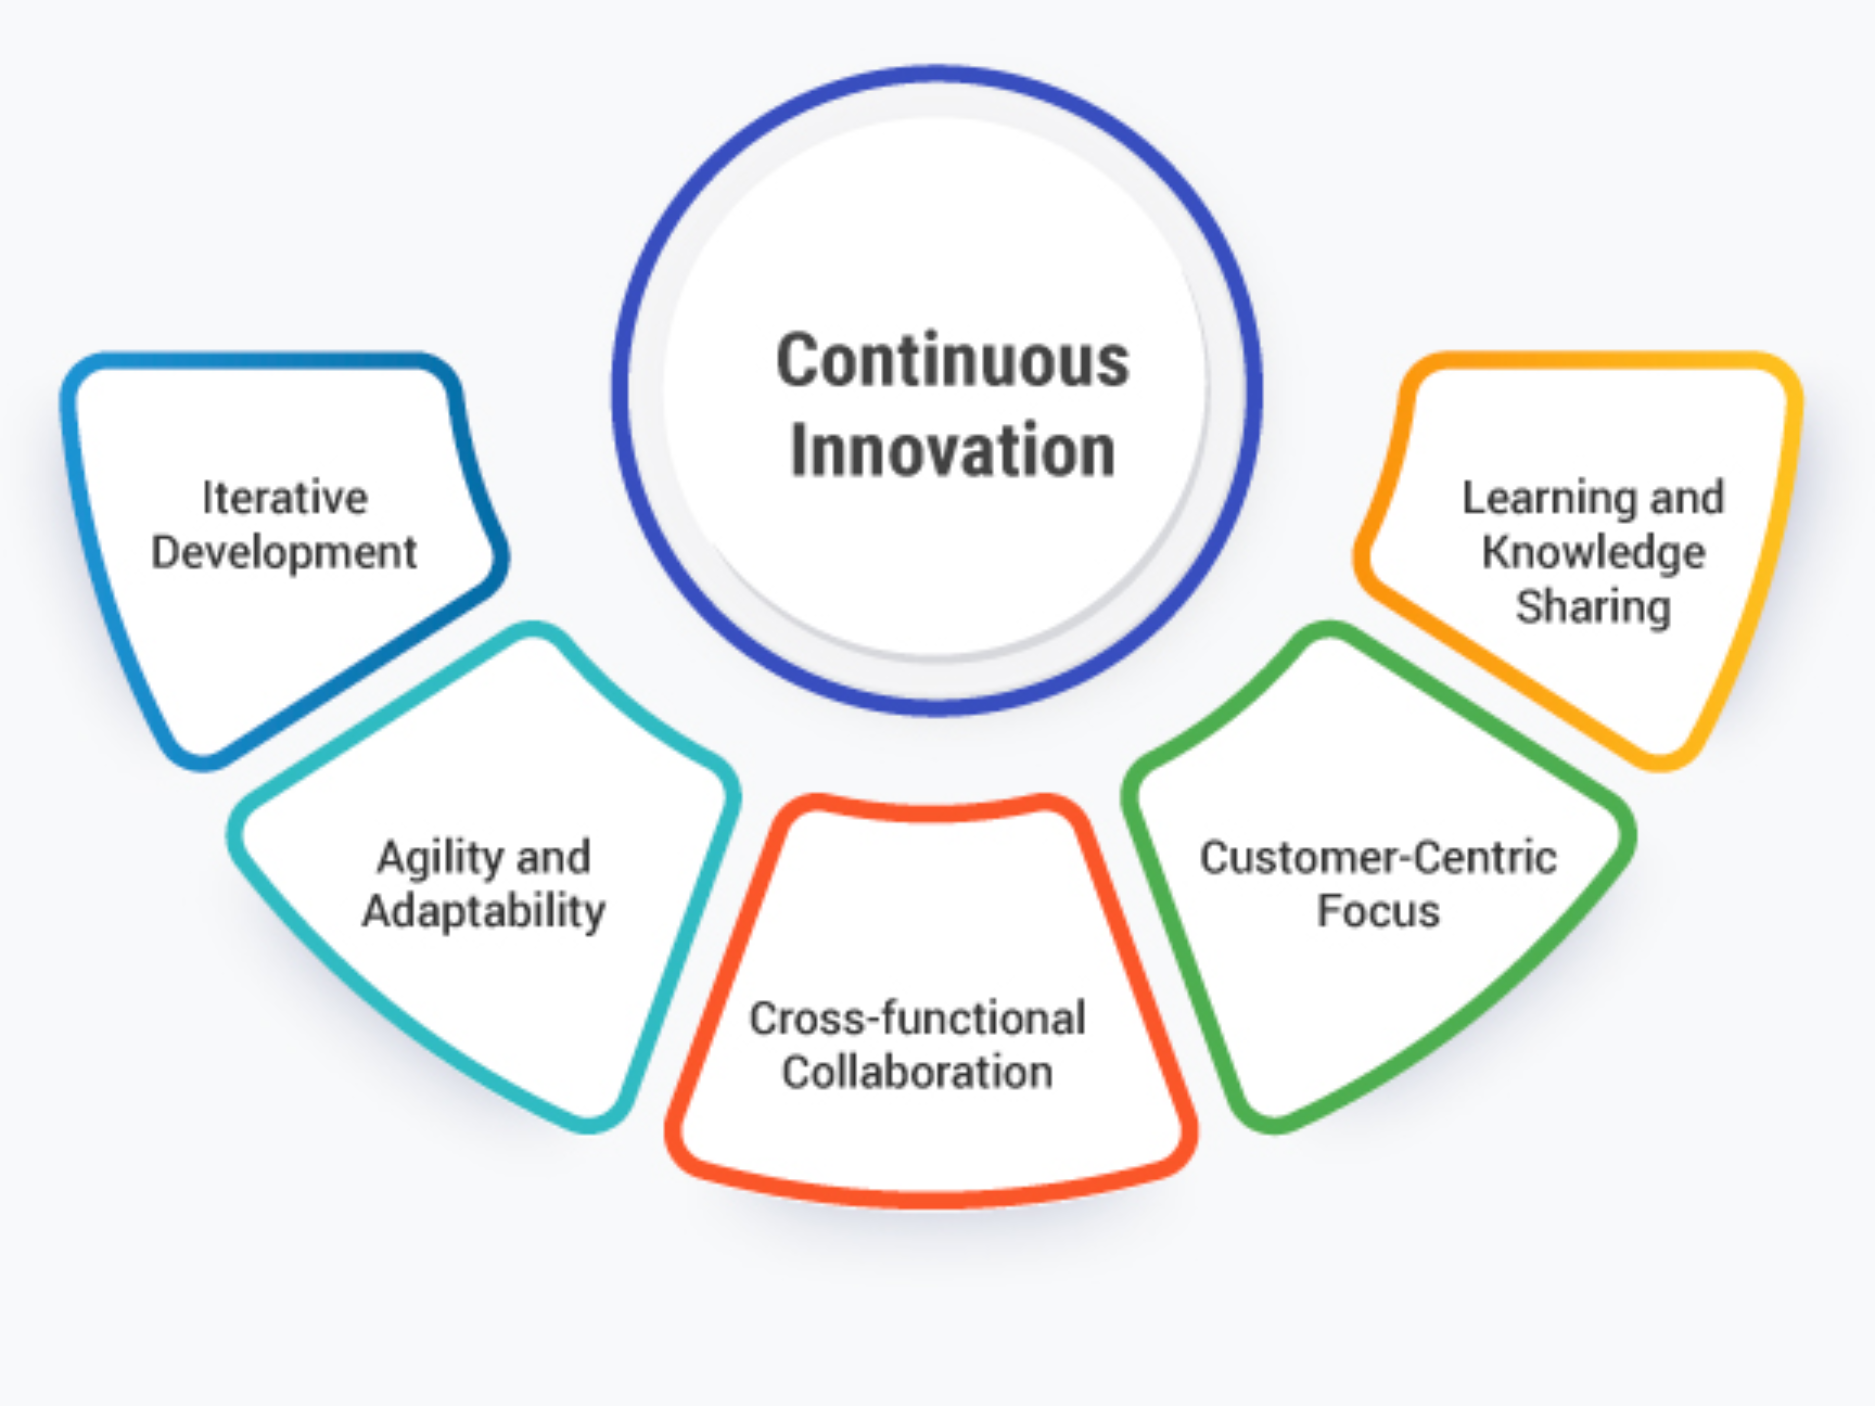 Continuous
Innovation
Iterative
Development
Agility and
Adaptability
Cross-functional
Collaboration
Customer-Centric
Focus
Learning and
Knowledge
Sharing